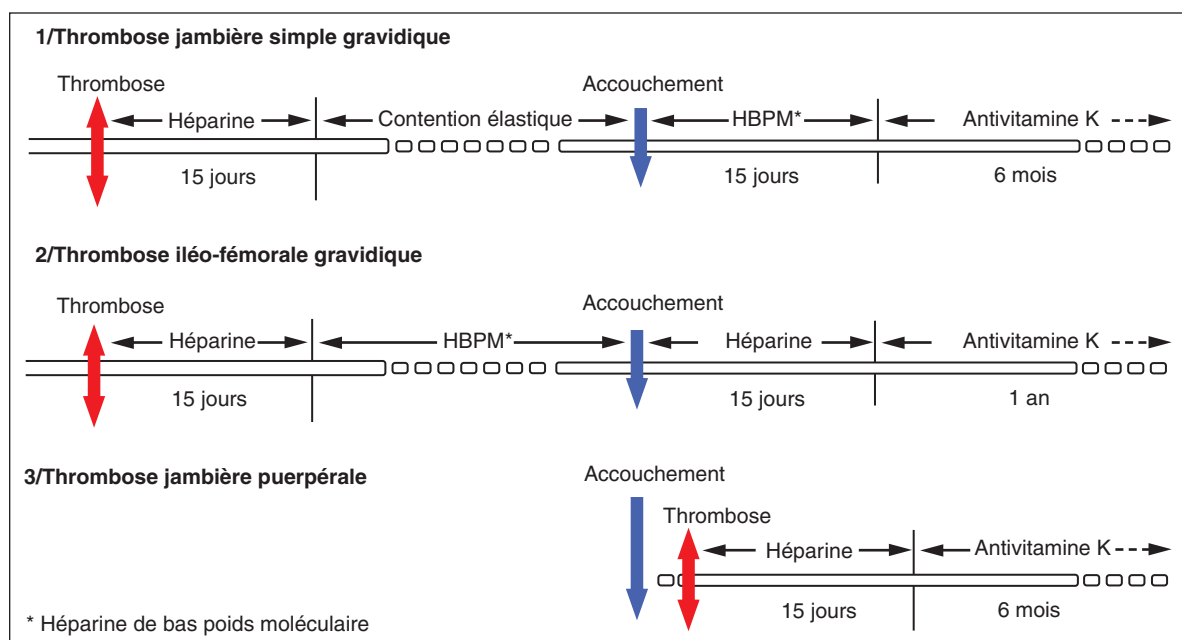 1/Thrombose jambière simple gravidique
Thrombose
Accouchement
Héparine
Contention élastique
HBPM*
Antivitamine K
15 jours
15 jours
6 mois
2/Thrombose iléo-fémorale gravidique
Thrombose
Accouchement
Héparine
HBPM*
Héparine
Antivitamine K
15 jours
15 jours
1 an
3/Thrombose jambière puerpérale
Accouchement
Thrombose
Héparine
Antivitamine K
15 jours
6 mois
* Héparine de bas poids moléculaire